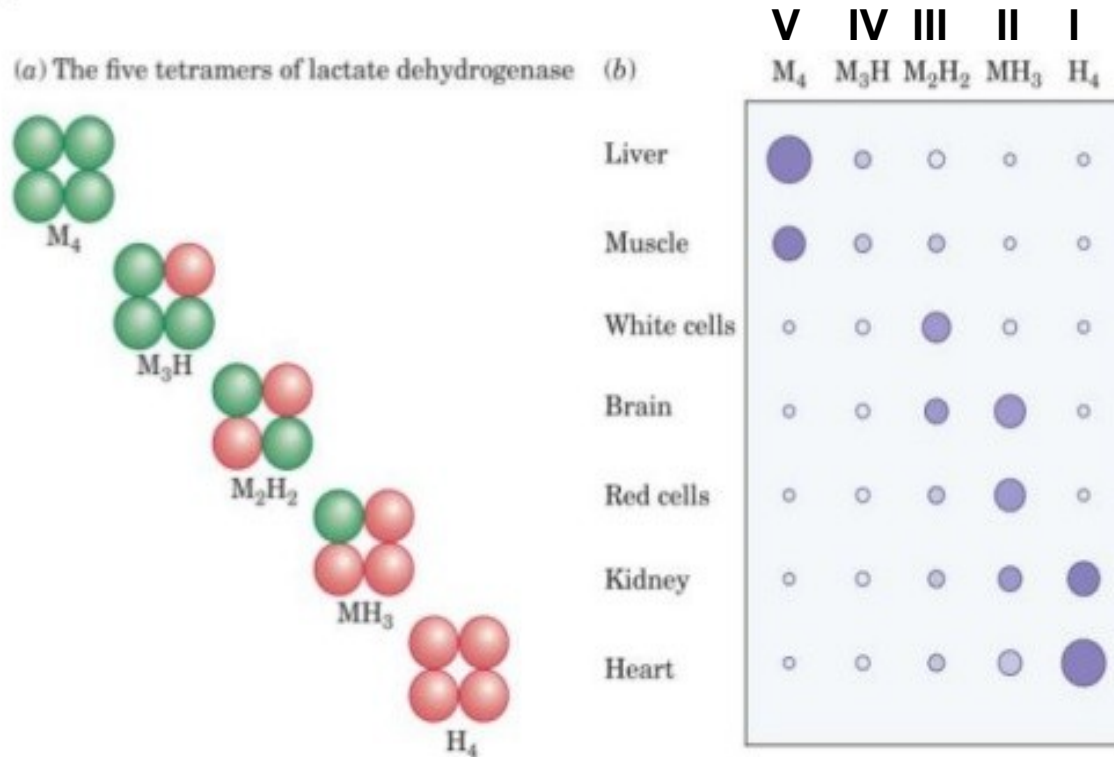 V IV III II I
(a) The five tetramers of lactate dehydrogenase
M₄
M₃H
M₂H₂
MH₃
H₄
(b)
M₄ M₃H M₂H₂ MH₃ H₄
Liver
Muscle
White cells
Brain
Red cells
Kidney
Heart